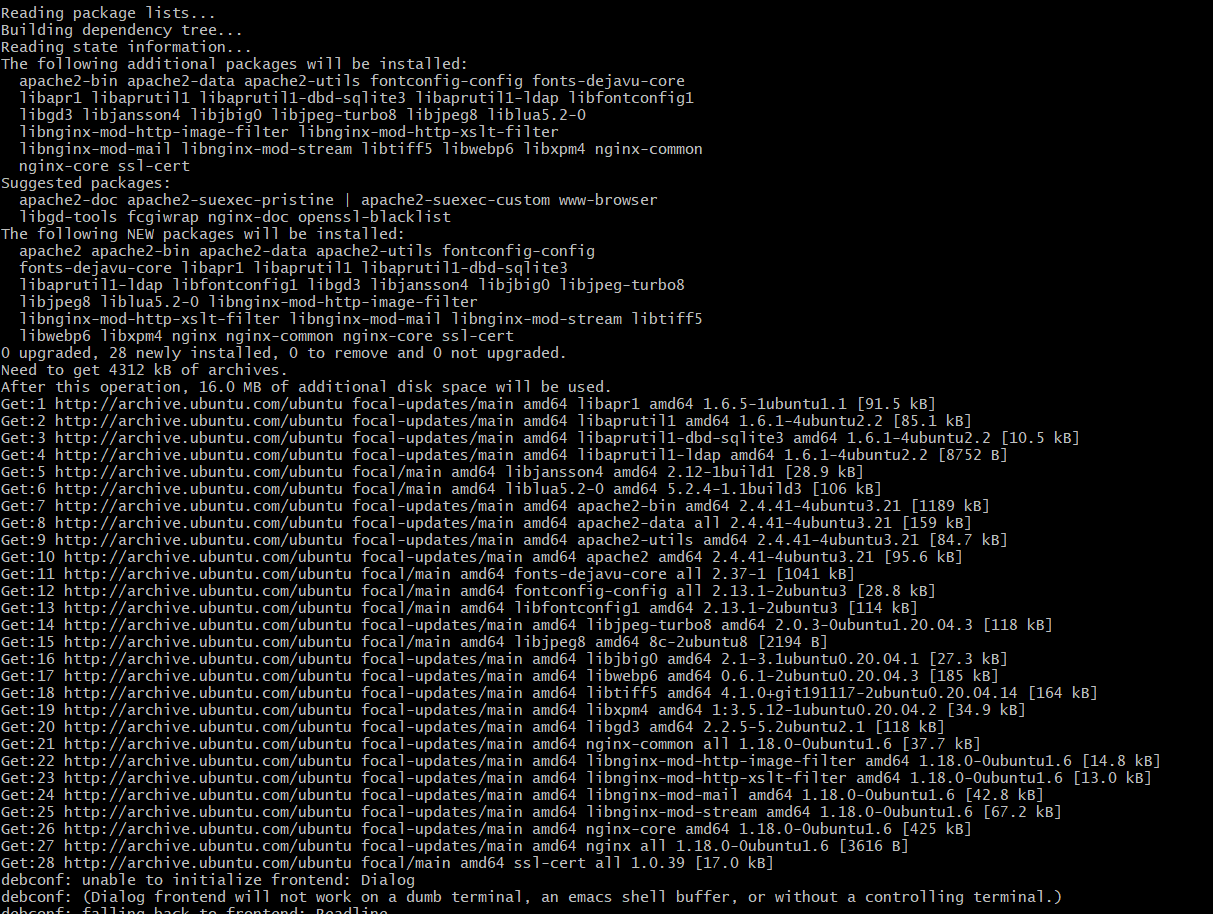 Reading package lists...
Building dependency tree...
Reading state information...
The following additional packages will be installed:
  apache2-bin apache2-data apache2-utils fontconfig-config fonts-dejavu-core
  libapr1 libaprutil1 libaprutil1-dbd-sqlite3 libaprutil1-ldap libfontconfig1
  libgd3 libjansson4 libjbig0 libjpeg-turbo8 libjpeg8 liblua5.2-0
  libnginx-mod-http-image-filter libnginx-mod-http-xslt-filter
  libnginx-mod-mail libnginx-mod-stream libtiff5 libwebp6 libxpm4 nginx-common
  nginx-core ssl-cert
Suggested packages:
  apache2-doc apache2-suexec-pristine | apache2-suexec-custom www-browser
  libgd-tools fcgiwrap nginx-doc openssl-blacklist
The following NEW packages will be installed:
  apache2 apache2-bin apache2-data apache2-utils fontconfig-config
  fonts-dejavu-core libapr1 libaprutil1 libaprutil1-dbd-sqlite3
  libaprutil1-ldap libfontconfig1 libgd3 libjansson4 libjbig0 libjpeg-turbo8
  libjpeg8 liblua5.2-0 libnginx-mod-http-image-filter
  libnginx-mod-http-xslt-filter libnginx-mod-mail libnginx-mod-stream libtiff5
  libwebp6 libxpm4 nginx nginx-common nginx-core ssl-cert
0 upgraded, 28 newly installed, 0 to remove and 0 not upgraded.
Need to get 4312 kB of archives.
After this operation, 16.0 MB of additional disk space will be used.
Get:1 http://archive.ubuntu.com/ubuntu focal-updates/main amd64 libapr1 amd64 1.6.5-1ubuntu1.1 [91.5 kB]
Get:2 http://archive.ubuntu.com/ubuntu focal-updates/main amd64 libaprutil1 amd64 1.6.1-4ubuntu2.2 [85.1 kB]
Get:3 http://archive.ubuntu.com/ubuntu focal-updates/main amd64 libaprutil1-dbd-sqlite3 amd64 1.6.1-4ubuntu2.2 [10.5 kB]
Get:4 http://archive.ubuntu.com/ubuntu focal-updates/main amd64 libaprutil1-ldap amd64 1.6.1-4ubuntu2.2 [8752 B]
Get:5 http://archive.ubuntu.com/ubuntu focal/main amd64 libjansson4 amd64 2.12-1build1 [28.9 kB]
Get:6 http://archive.ubuntu.com/ubuntu focal/main amd64 liblua5.2-0 amd64 5.2.4-1.1build3 [106 kB]
Get:7 http://archive.ubuntu.com/ubuntu focal-updates/main amd64 apache2-bin amd64 2.4.41-4ubuntu3.21 [1189 kB]
Get:8 http://archive.ubuntu.com/ubuntu focal-updates/main amd64 apache2-data all 2.4.41-4ubuntu3.21 [159 kB]
Get:9 http://archive.ubuntu.com/ubuntu focal-updates/main amd64 apache2-utils amd64 2.4.41-4ubuntu3.21 [84.7 kB]
Get:10 http://archive.ubuntu.com/ubuntu focal-updates/main amd64 apache2 amd64 2.4.41-4ubuntu3.21 [95.6 kB]
Get:11 http://archive.ubuntu.com/ubuntu focal/main amd64 fonts-dejavu-core all 2.37-1 [1041 kB]
Get:12 http://archive.ubuntu.com/ubuntu focal/main amd64 fontconfig-config all 2.13.1-2ubuntu3 [28.8 kB]
Get:13 http://archive.ubuntu.com/ubuntu focal/main amd64 libfontconfig1 amd64 2.13.1-2ubuntu3 [114 kB]
Get:14 http://archive.ubuntu.com/ubuntu focal-updates/main amd64 libjpeg-turbo8 amd64 2.0.3-0ubuntu1.20.04.3 [118 kB]
Get:15 http://archive.ubuntu.com/ubuntu focal/main amd64 libjpeg8 amd64 8c-2ubuntu8 [2194 B]
Get:16 http://archive.ubuntu.com/ubuntu focal-updates/main amd64 libjbig0 amd64 2.1-3.1ubuntu0.20.04.1 [27.3 kB]
Get:17 http://archive.ubuntu.com/ubuntu focal-updates/main amd64 libwebp6 amd64 0.6.1-2ubuntu0.20.04.3 [185 kB]
Get:18 http://archive.ubuntu.com/ubuntu focal-updates/main amd64 libtiff5 amd64 4.1.0+git191117-2ubuntu0.20.04.14 [164 kB]
Get:19 http://archive.ubuntu.com/ubuntu focal-updates/main amd64 libxpm4 amd64 1:3.5.12-1ubuntu0.20.04.2 [34.9 kB]
Get:20 http://archive.ubuntu.com/ubuntu focal-updates/main amd64 libgd3 amd64 2.2.5-5.2ubuntu2.1 [118 kB]
Get:21 http://archive.ubuntu.com/ubuntu focal-updates/main amd64 nginx-common all 1.18.0-0ubuntu1.6 [37.7 kB]
Get:22 http://archive.ubuntu.com/ubuntu focal-updates/main amd64 libnginx-mod-http-image-filter amd64 1.18.0-0ubuntu1.6 [14.8 kB]
Get:23 http://archive.ubuntu.com/ubuntu focal-updates/main amd64 libnginx-mod-http-xslt-filter amd64 1.18.0-0ubuntu1.6 [13.0 kB]
Get:24 http://archive.ubuntu.com/ubuntu focal-updates/main amd64 libnginx-mod-mail amd64 1.18.0-0ubuntu1.6 [42.8 kB]
Get:25 http://archive.ubuntu.com/ubuntu focal-updates/main amd64 libnginx-mod-stream amd64 1.18.0-0ubuntu1.6 [67.2 kB]
Get:26 http://archive.ubuntu.com/ubuntu focal-updates/main amd64 nginx-core amd64 1.18.0-0ubuntu1.6 [425 kB]
Get:27 http://archive.ubuntu.com/ubuntu focal-updates/main amd64 nginx all 1.18.0-0ubuntu1.6 [3616 B]
Get:28 http://archive.ubuntu.com/ubuntu focal/main amd64 ssl-cert all 1.0.39 [17.0 kB]
debconf: unable to initialize frontend: Dialog
debconf: (Dialog frontend will not work on a dumb terminal, an emacs shell buffer, or without a controlling terminal.)
debconf: falling back to frontend: Readline